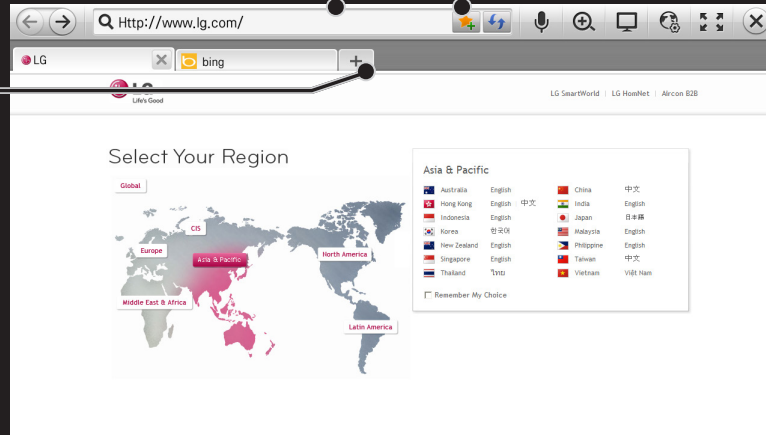 Http://www.lg.com/
LG
bing
LG
Life's Good
LG SmartWorld | LG HomNet | Aircon B2B
Select Your Region
Global
CIS
Europe
Asia & Pacific
North America
Middle East & Africa
Latin America
Asia & Pacific
Australia English China 中文
Hong Kong English | 中文 India English
Indonesia English Japan 日本語
Korea 한국어 Malaysia English
New Zealand English Philippine English
Singapore English Taiwan 中文
Thailand ไทย Vietnam Việt Nam
Remember My Choice